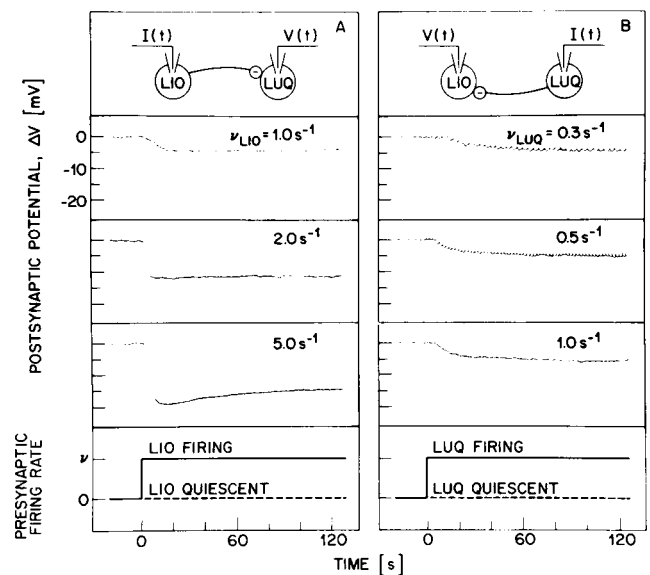 I(t) V(t) A
LIO − LUQ
V(t) I(t) B
LIO − LUQ
POSTSYNAPTIC POTENTIAL, ΔV [mV]
0
-10
-20
νLIO = 1.0 s⁻¹
2.0 s⁻¹
5.0 s⁻¹
νLUQ = 0.3 s⁻¹
0.5 s⁻¹
1.0 s⁻¹
PRESYNAPTIC
FIRING RATE
ν
0
LIO FIRING
LIO QUIESCENT
LUQ FIRING
LUQ QUIESCENT
0 60 120 0 60 120
TIME [s]